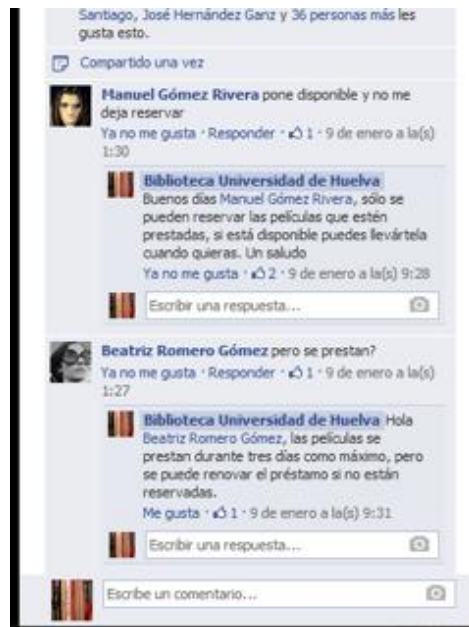 Santiago, José Hernández Ganz y 36 personas más les
gusta esto.
Compartido una vez
Manuel Gómez Rivera pone disponible y no me
deja reservar
Ya no me gusta · Responder · 1 · 9 de enero a la(s)
1:30
Biblioteca Universidad de Huelva
Buenos días Manuel Gómez Rivera, sólo se
pueden reservar las películas que estén
prestadas, si está disponible puedes llevártela
cuando quieras. Un saludo
Ya no me gusta · 2 · 9 de enero a la(s) 9:28
Escribir una respuesta...
Beatriz Romero Gómez pero se prestan?
Ya no me gusta · Responder · 1 · 9 de enero a la(s)
1:27
Biblioteca Universidad de Huelva Hola
Beatriz Romero Gómez, las películas se
prestan durante tres días como máximo, pero
se puede renovar el préstamo si no están
reservadas.
Me gusta · 1 · 9 de enero a la(s) 9:31
Escribir una respuesta...
Escribe un comentario...